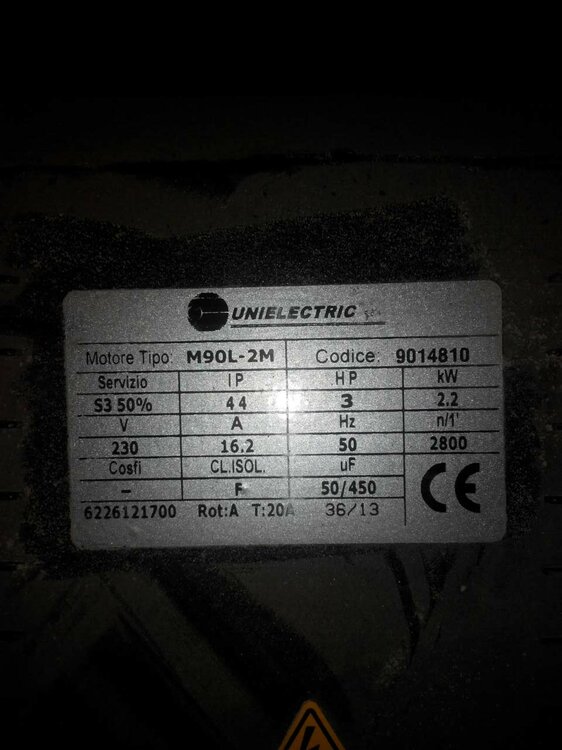 UNIELECTRIC
Motore Tipo: M90L-2M Codice: 9014810
Servizio IP HP kW
S3 50% 44 3 2.2
V A Hz n/1'
230 16.2 50 2800
Cosfi CL.ISOL. uF
– F 50/450
6226121700 Rot:A T:20A 36/13
CE